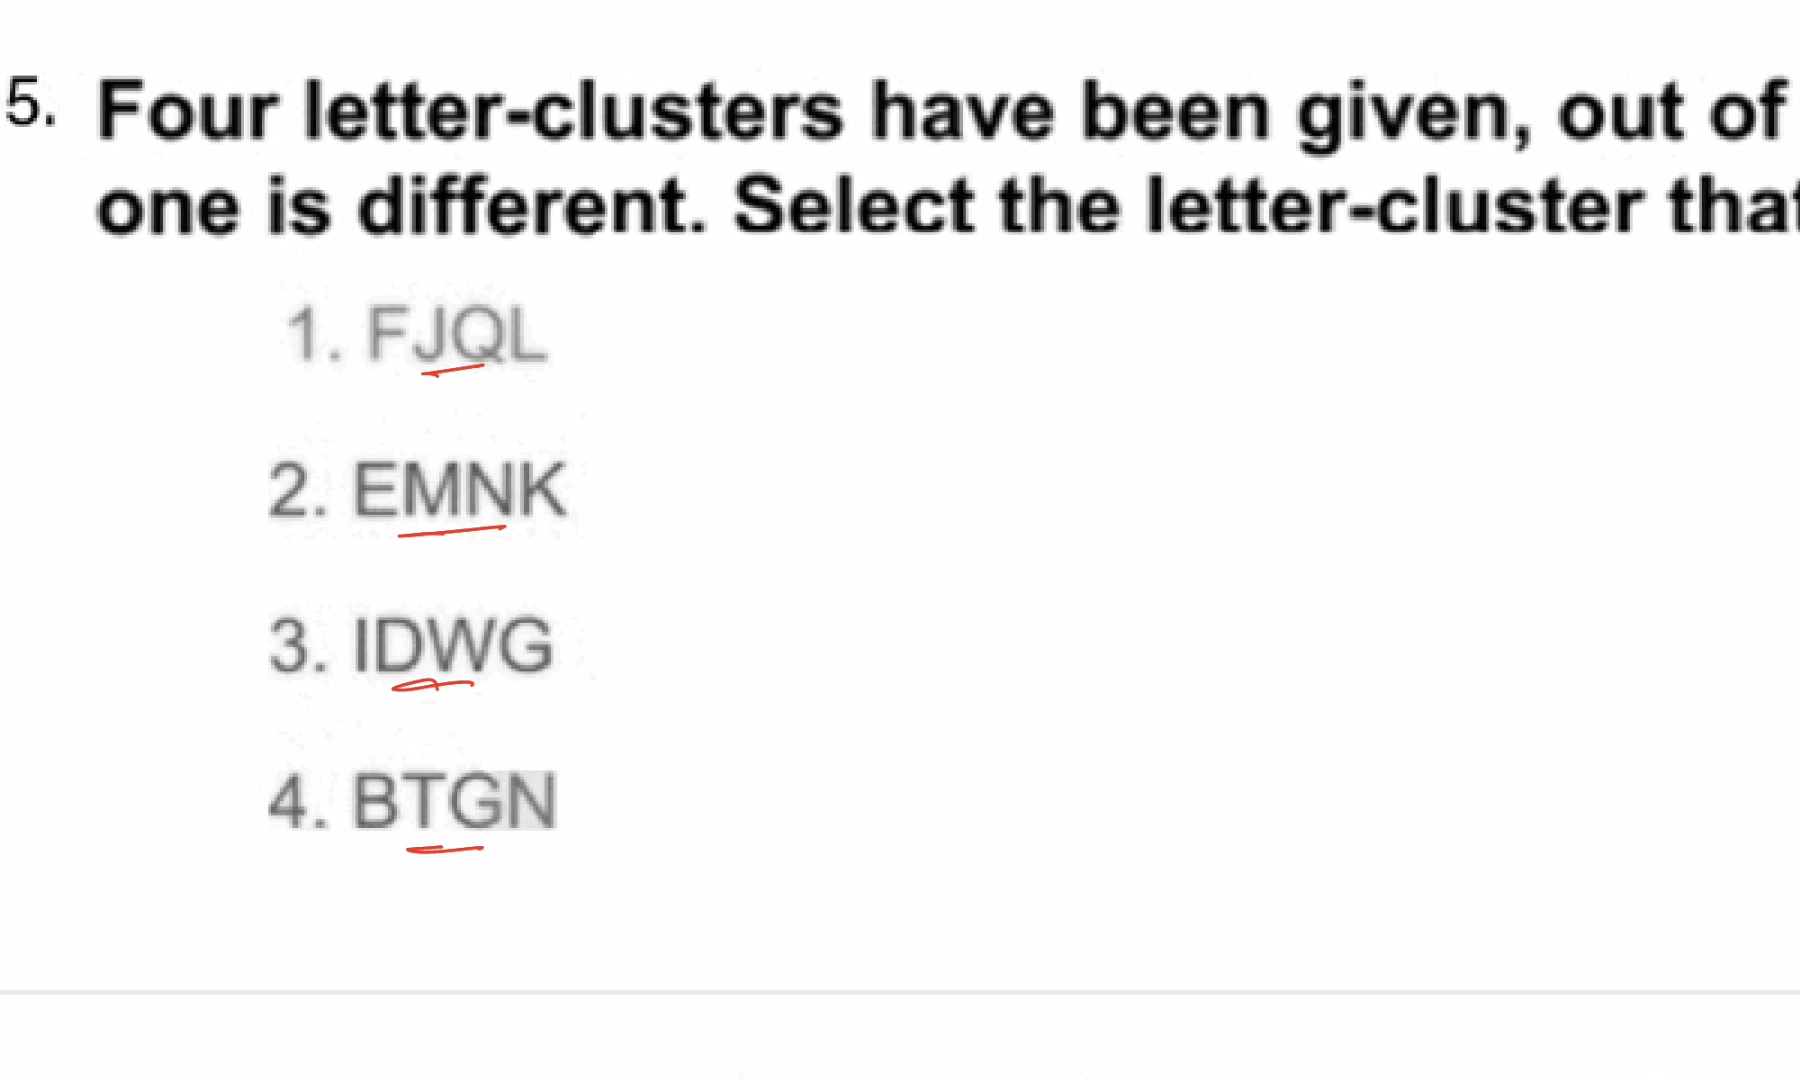 5. Four letter-clusters have been given, out of
one is different. Select the letter-cluster that
1. FJQL
2. EMNK
3. IDWG
4. BTGN